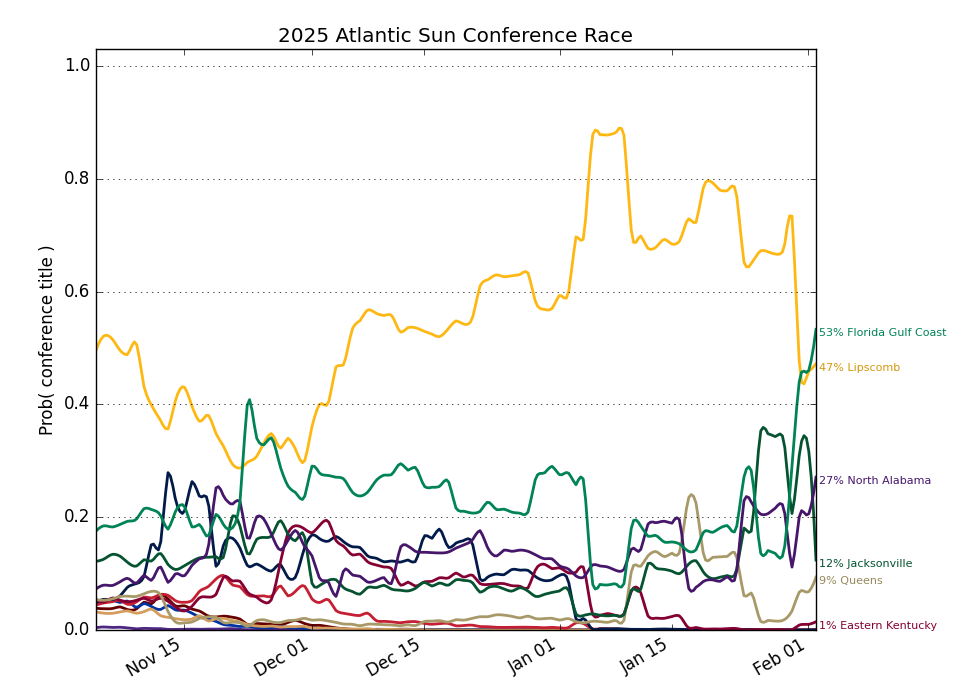 2025 Atlantic Sun Conference Race
Prob( conference title )
1.0
0.8
0.6
0.4
0.2
0.0
Nov 15
Dec 01
Dec 15
Jan 01
Jan 15
Feb 01
53% Florida Gulf Coast
47% Lipscomb
27% North Alabama
12% Jacksonville
9% Queens
1% Eastern Kentucky